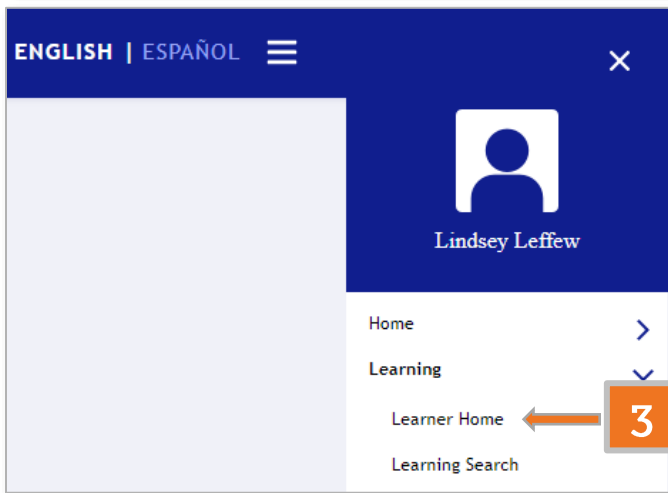 ENGLISH | ESPAÑOL
Lindsey Leffew
Home
Learning
Learner Home
3
Learning Search